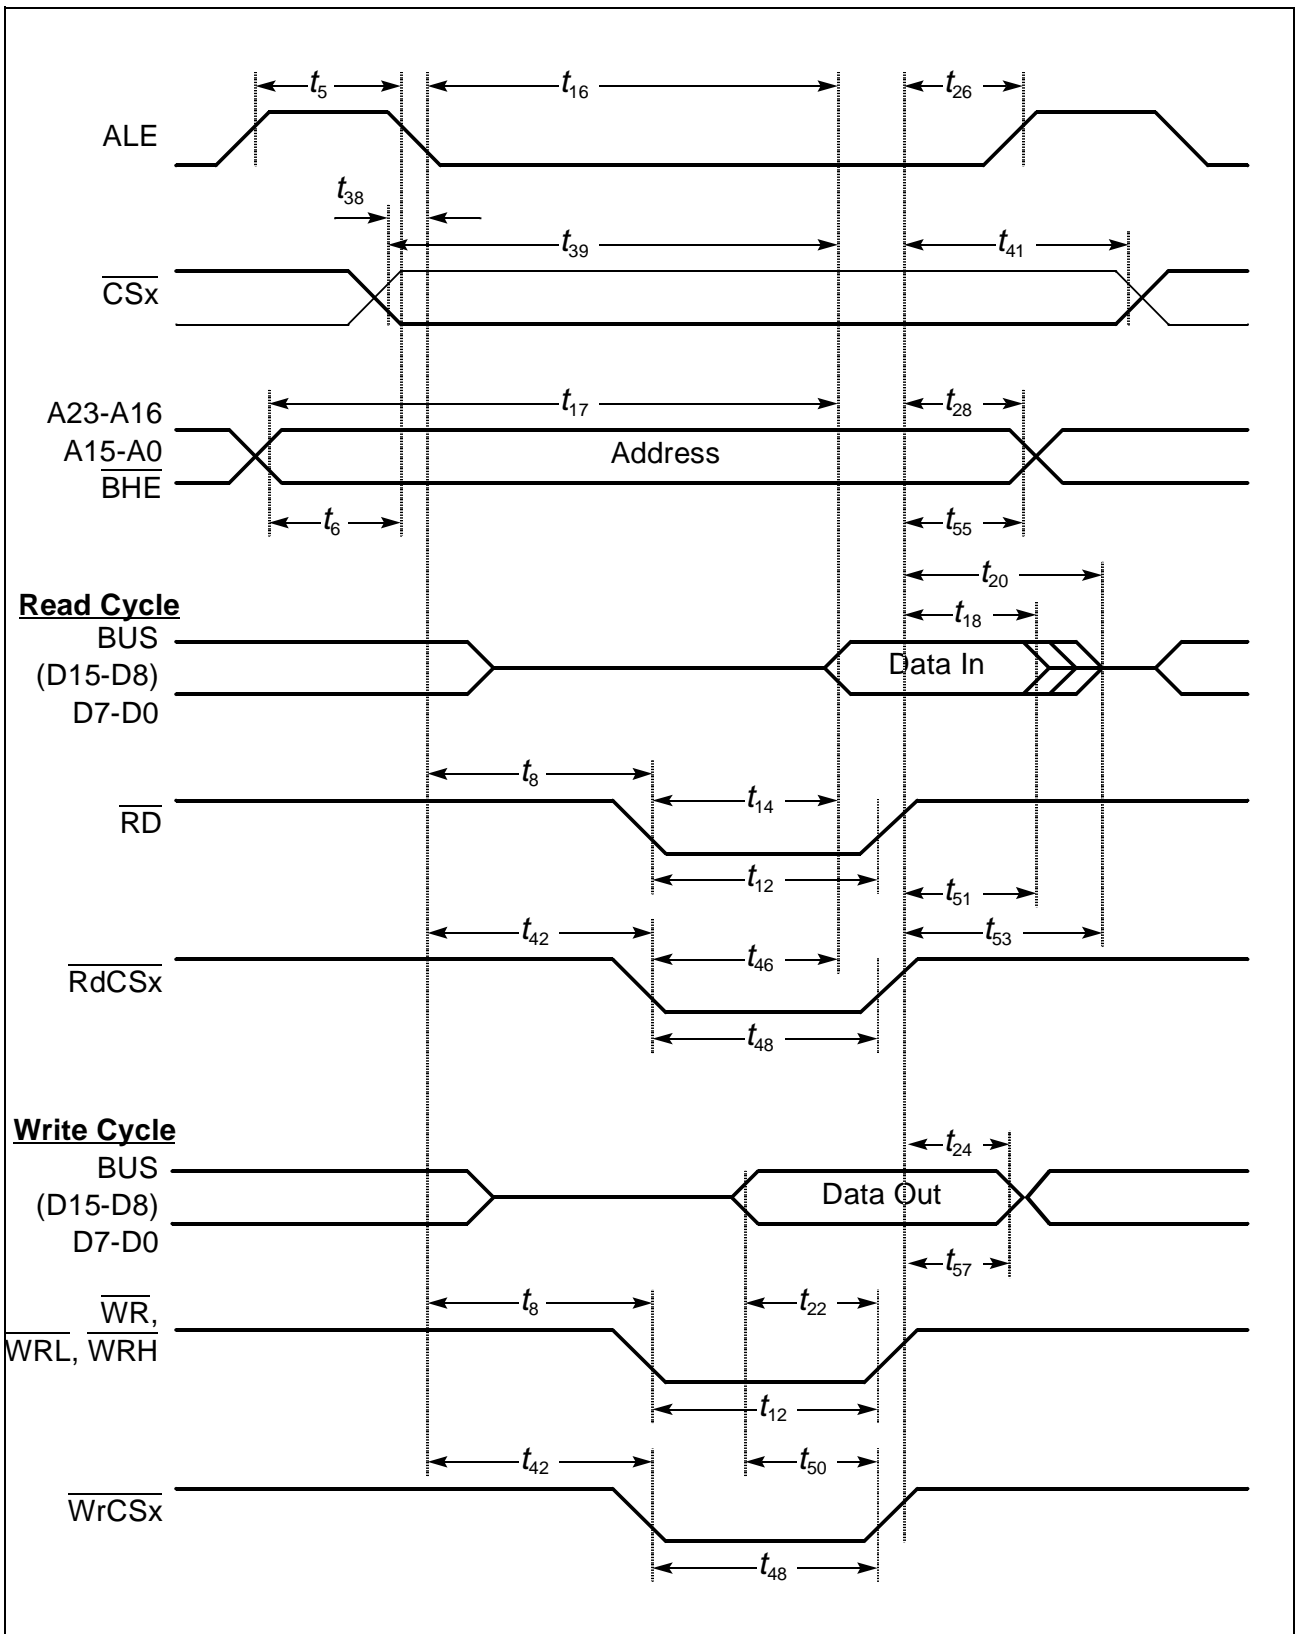 t5 t16 t26
ALE
t38
t39 t41
CSx
t17 t28
A23-A16
A15-A0
BHE
Address
t6 t55
t20
Read Cycle
t18
BUS
(D15-D8)
D7-D0
Data In
t8
t14
RD
t12
t51
t42 t53
t46
RdCSx
t48
Write Cycle
t24
BUS
(D15-D8)
D7-D0
Data Out
t57
t8 t22
WR,
WRL, WRH
t12
t42 t50
WrCSx
t48